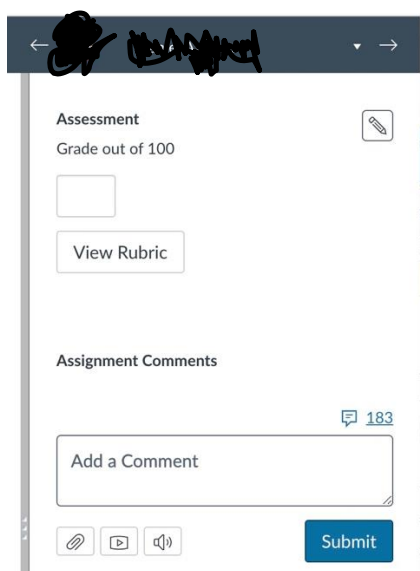 Assessment
Grade out of 100
View Rubric
Assignment Comments
183
Add a Comment
Submit